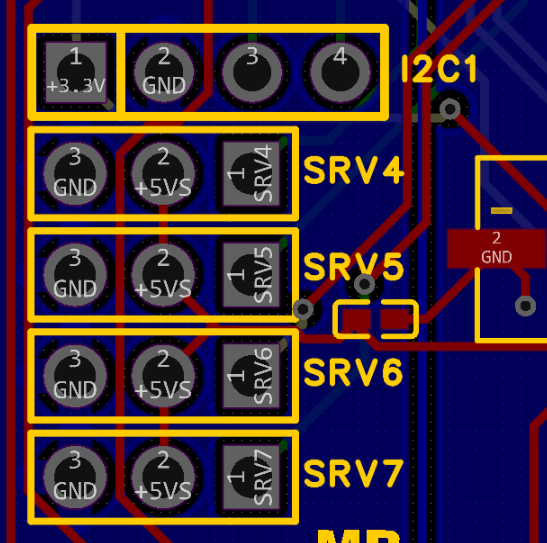 1 2 3 4
+3.3V GND I2C1
3 2 1
GND +5VS SRV4 SRV4
3 2 1
GND +5VS SRV5 SRV5
2
GND
3 2 1
GND +5VS SRV6 SRV6
3 2 1
GND +5VS SRV7 SRV7